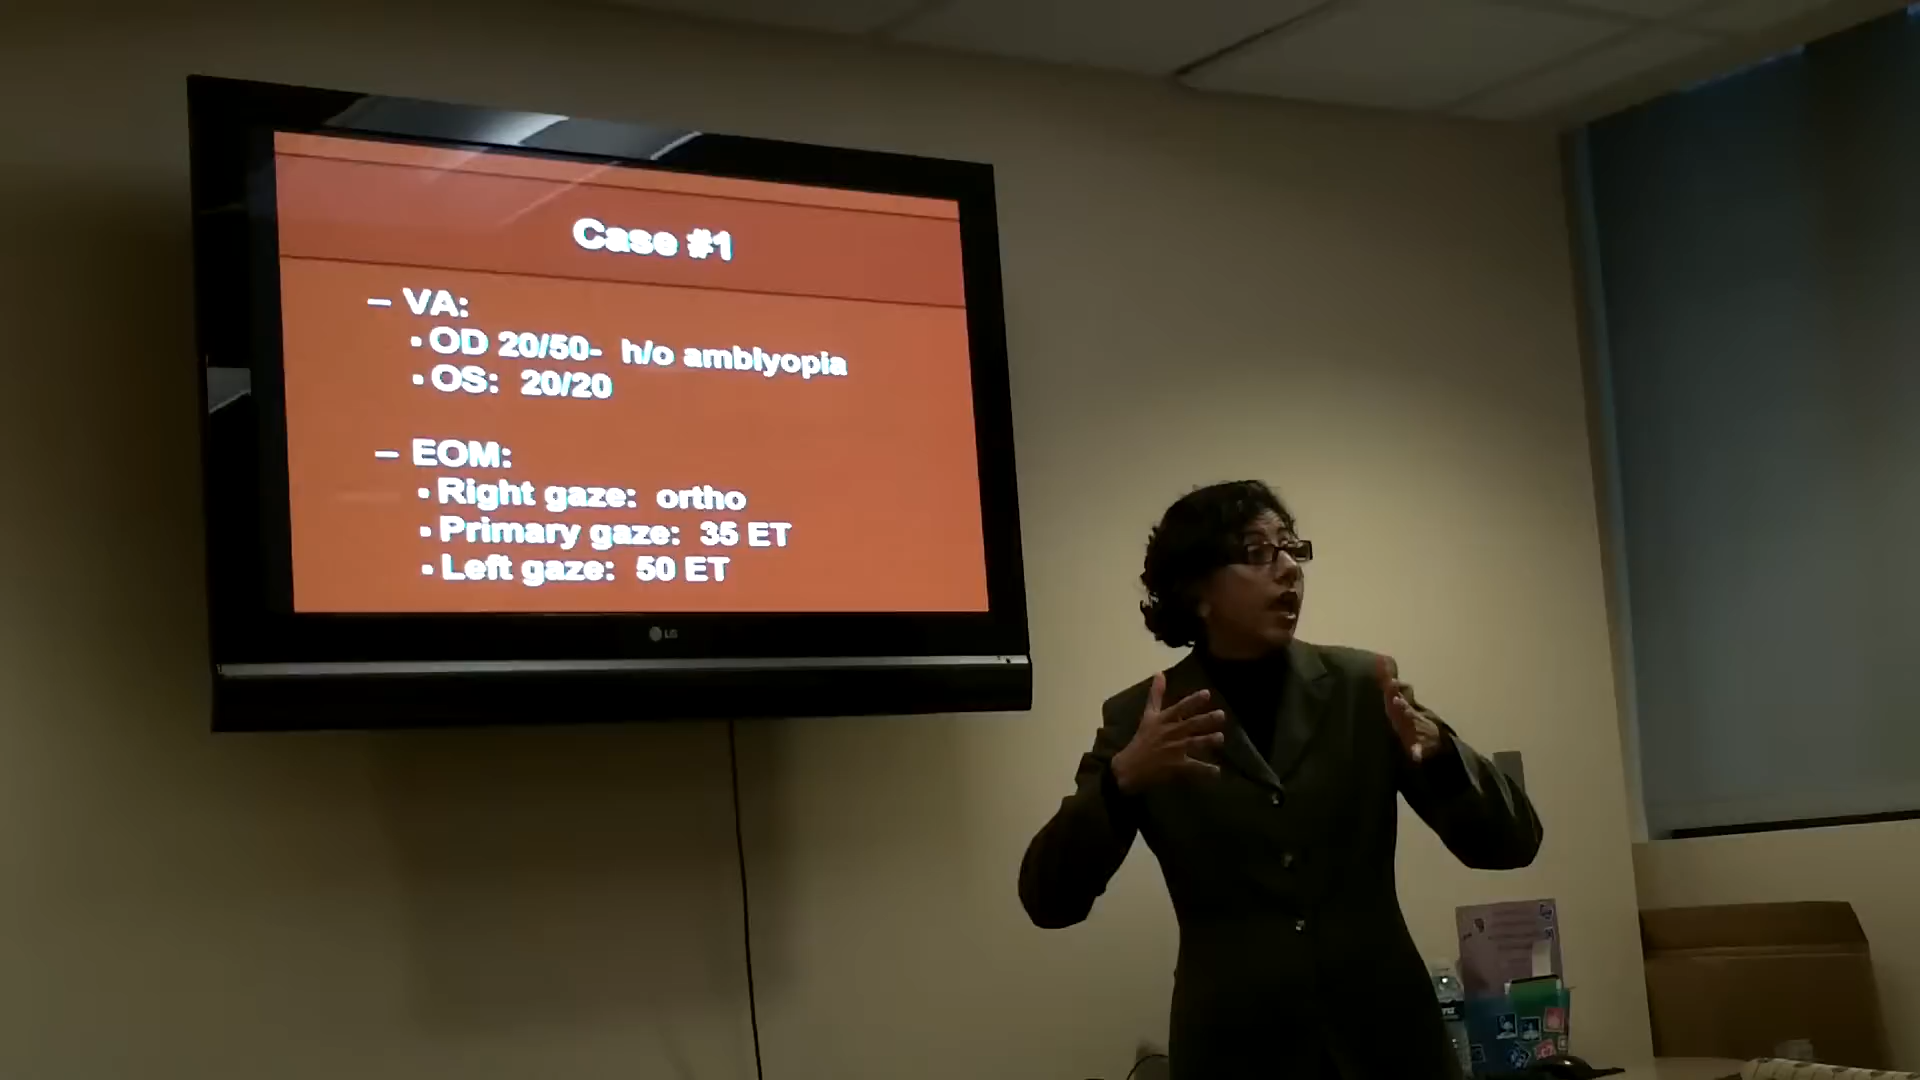 Case #1
– VA:
▪ OD 20/50- h/o amblyopia
▪ OS: 20/20
– EOM:
▪ Right gaze: ortho
▪ Primary gaze: 35 ET
▪ Left gaze: 50 ET
LG